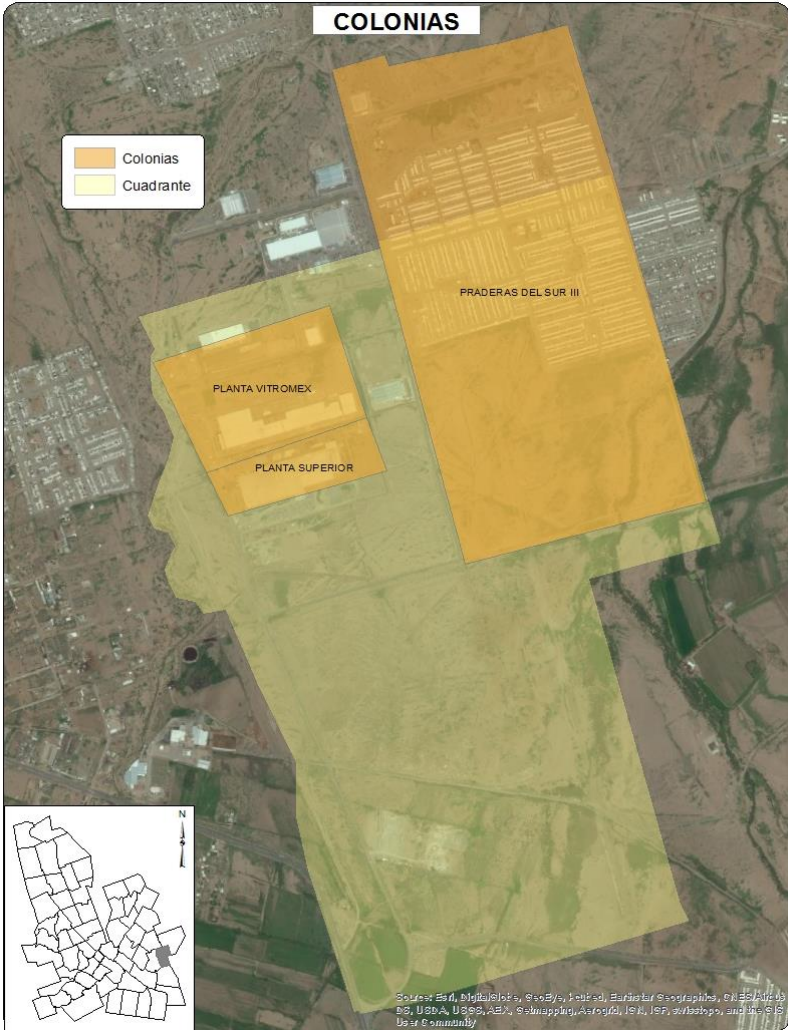 COLONIAS
Colonias
Cuadrante
PRADERAS DEL SUR III
PLANTA VITROMEX
PLANTA SUPERIOR
N
Source: Esri, DigitalGlobe, GeoEye, i-cubed, Earthstar Geographics, CNES/Airbus
DS, USDA, USGS, AEX, Getmapping, Aerogrid, IGN, IGP, swisstopo, and the GIS
User Community